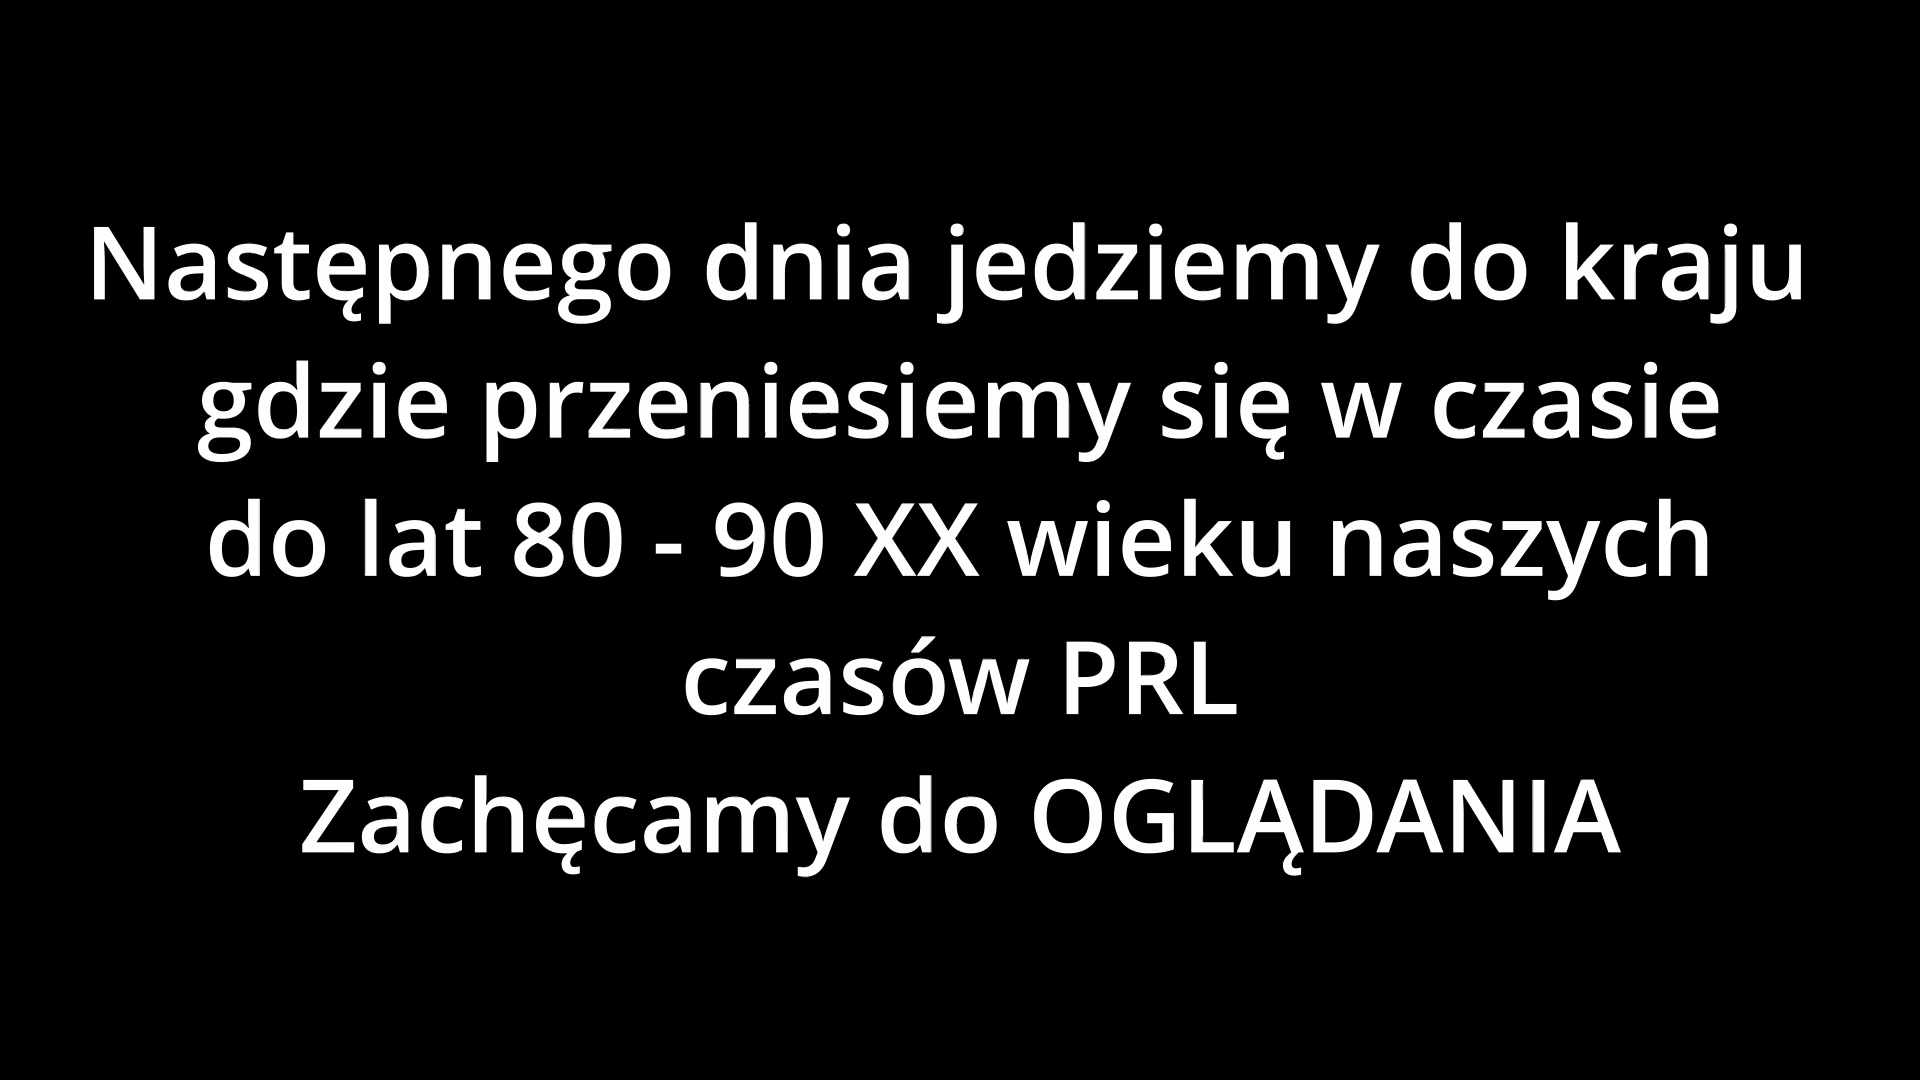 Następnego dnia jedziemy do kraju
gdzie przeniesiemy się w czasie
do lat 80 - 90 XX wieku naszych
czasów PRL
Zachęcamy do OGLĄDANIA